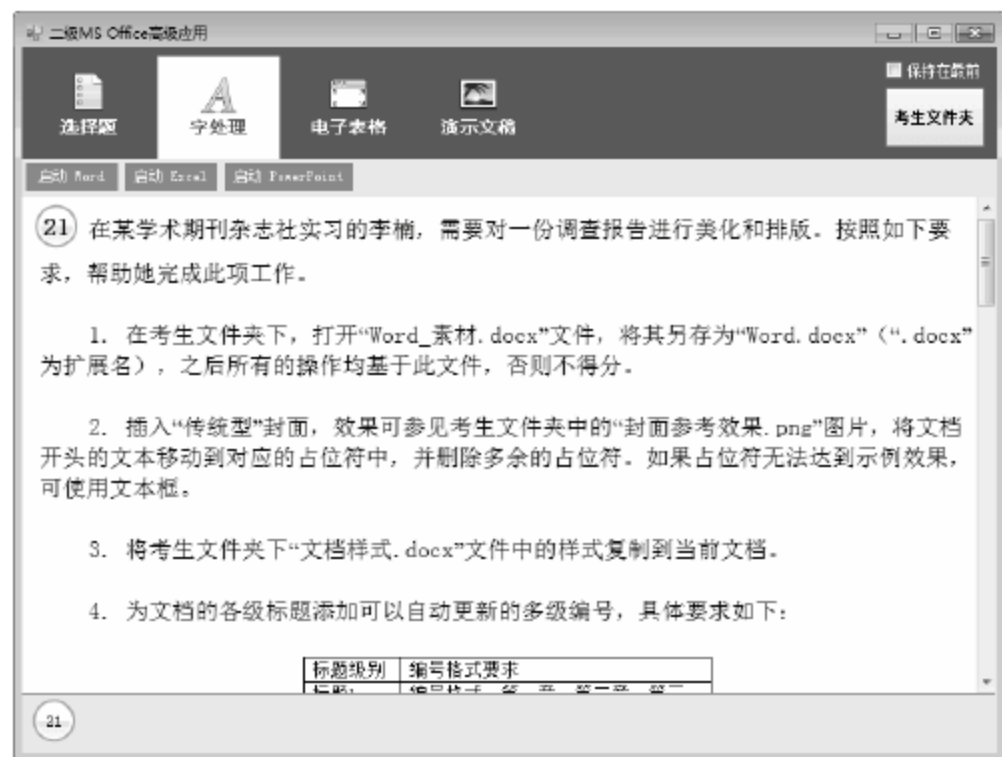 二级MS Office高级应用
保持在最前
选择题
字处理
电子表格
演示文稿
考生文件夹
启动 Word
启动 Excel
启动 PowerPoint
21 在某学术期刊杂志社实习的李楠，需要对一份调查报告进行美化和排版。按照如下要
求，帮助她完成此项工作。
1. 在考生文件夹下，打开“Word_素材.docx”文件，将其另存为“Word.docx”（“.docx”
为扩展名），之后所有的操作均基于此文件，否则不得分。
2. 插入“传统型”封面，效果可参见考生文件夹中的“封面参考效果.png”图片，将文档
开头的文本移动到对应的占位符中，并删除多余的占位符。如果占位符无法达到示例效果，
可使用文本框。
3. 将考生文件夹下“文档样式.docx”文件中的样式复制到当前文档。
4. 为文档的各级标题添加可以自动更新的多级编号，具体要求如下：
标题级别 编号格式要求
21